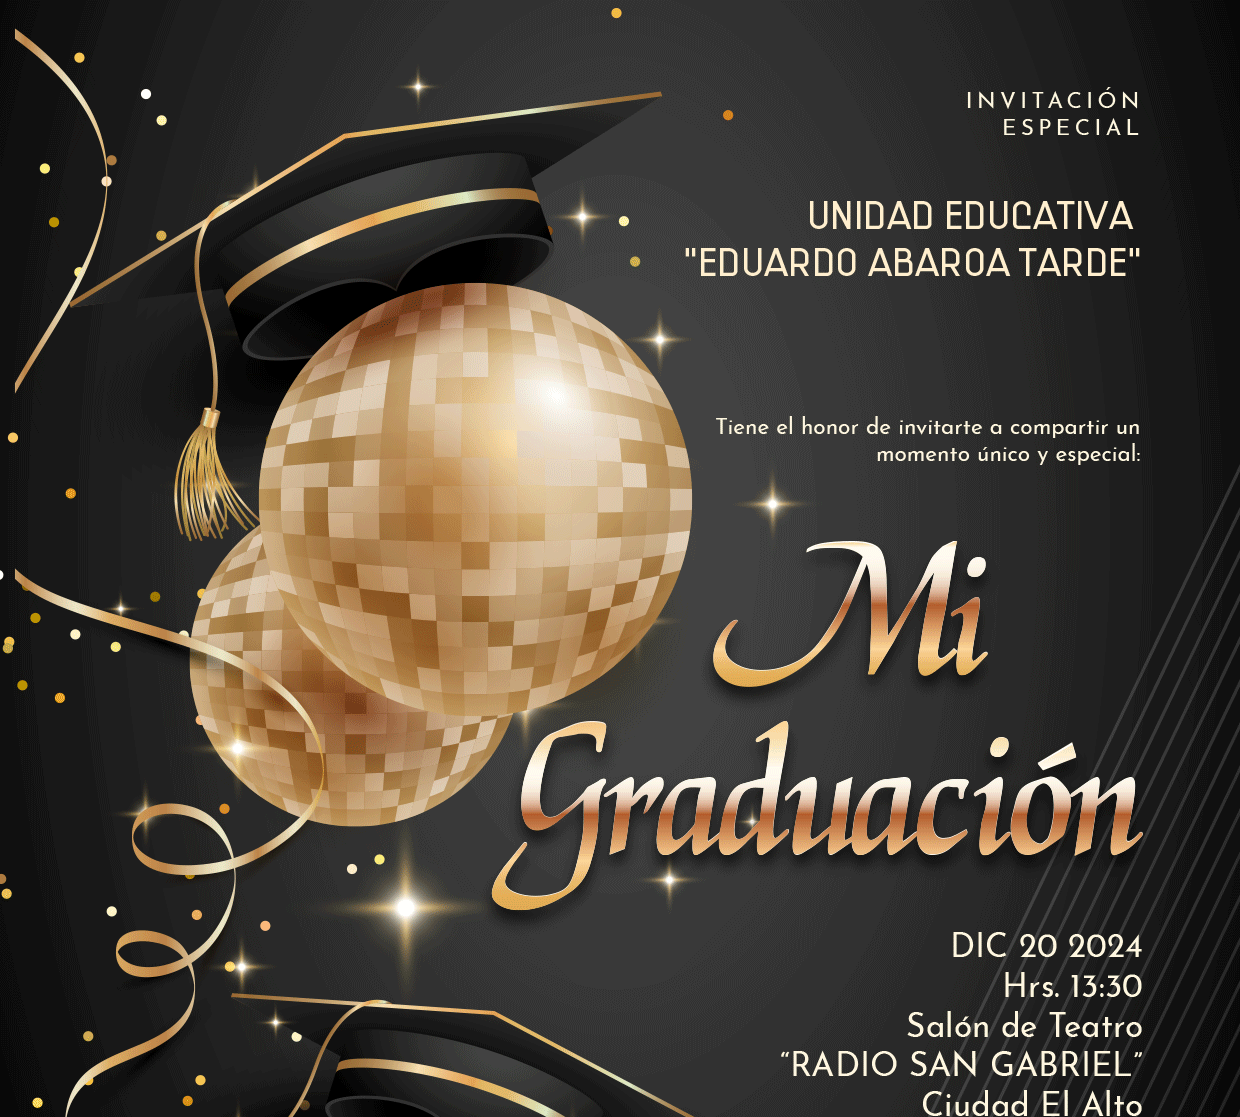 INVITACIÓN
ESPECIAL
UNIDAD EDUCATIVA
"EDUARDO ABAROA TARDE"
Tiene el honor de invitarte a compartir un
momento único y especial:
Mi
Graduación
DIC 20 2024
Hrs. 13:30
Salón de Teatro
“RADIO SAN GABRIEL”
Ciudad El Alto